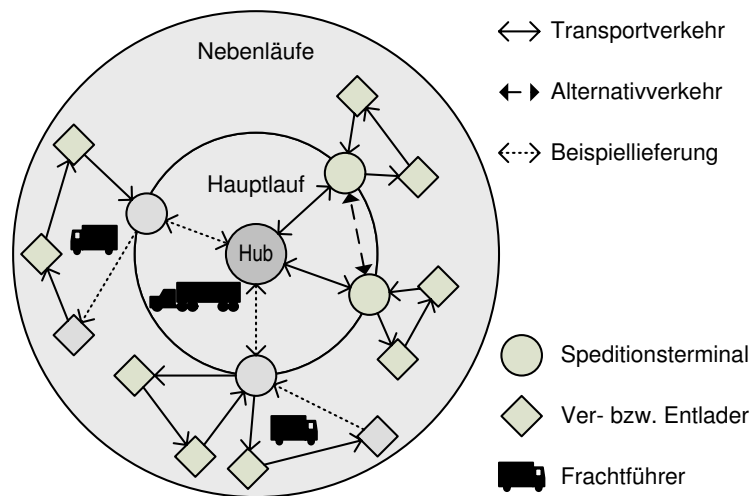 Nebenläufe
Hauptlauf
Hub
Transportverkehr
Alternativverkehr
Beispiellieferung
Speditionsterminal
Ver- bzw. Entlader
Frachtführer